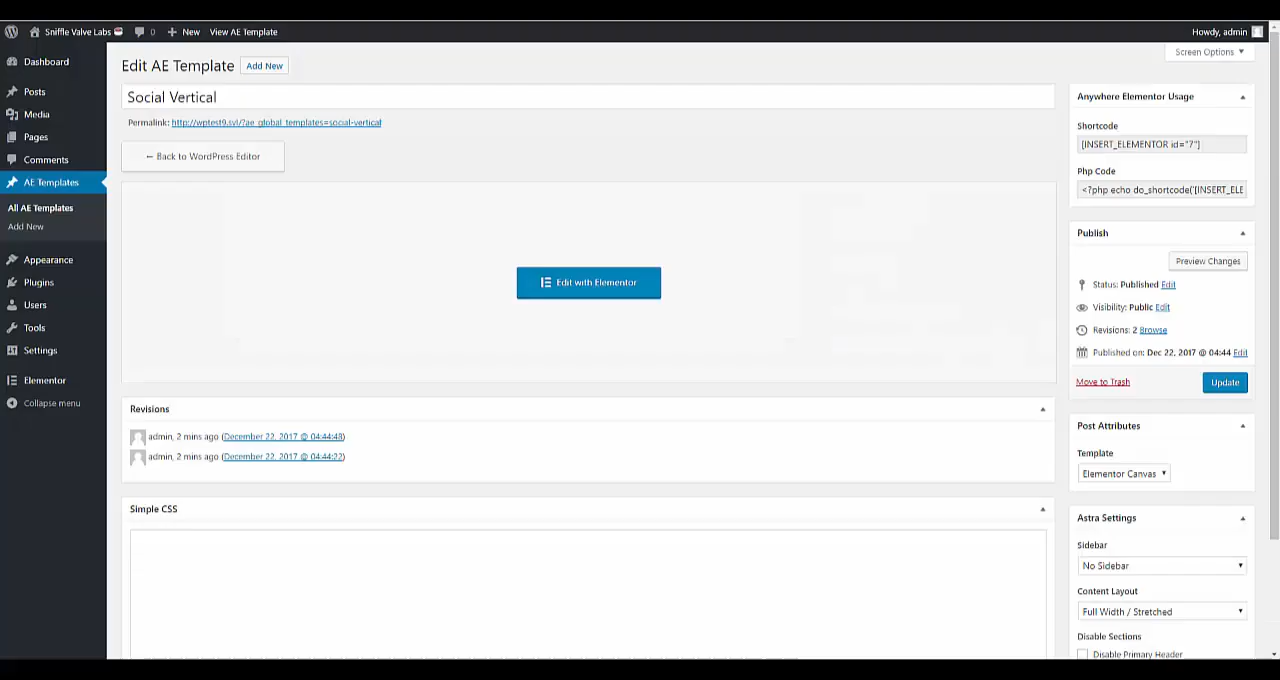 Sniffle Valve Labs
0
New
View AE Template
Howdy, admin
Screen Options
Dashboard
Posts
Media
Pages
Comments
AE Templates
All AE Templates
Add New
Appearance
Plugins
Users
Tools
Settings
Elementor
Collapse menu
Edit AE Template
Add New
Social Vertical
Permalink: http://wptest9.svl/?ae_global_templates=social-vertical
← Back to WordPress Editor
Edit with Elementor
Revisions
admin, 2 mins ago (December 22, 2017 @ 04:44:48)
admin, 2 mins ago (December 22, 2017 @ 04:44:22)
Simple CSS
Anywhere Elementor Usage
Shortcode
[INSERT_ELEMENTOR id="7"]
Php Code
<?php echo do_shortcode('[INSERT_ELE
Publish
Preview Changes
Status: Published Edit
Visibility: Public Edit
Revisions: 2 Browse
Published on: Dec 22, 2017 @ 04:44 Edit
Move to Trash
Update
Post Attributes
Template
Elementor Canvas
Astra Settings
Sidebar
No Sidebar
Content Layout
Full Width / Stretched
Disable Sections
Disable Primary Header